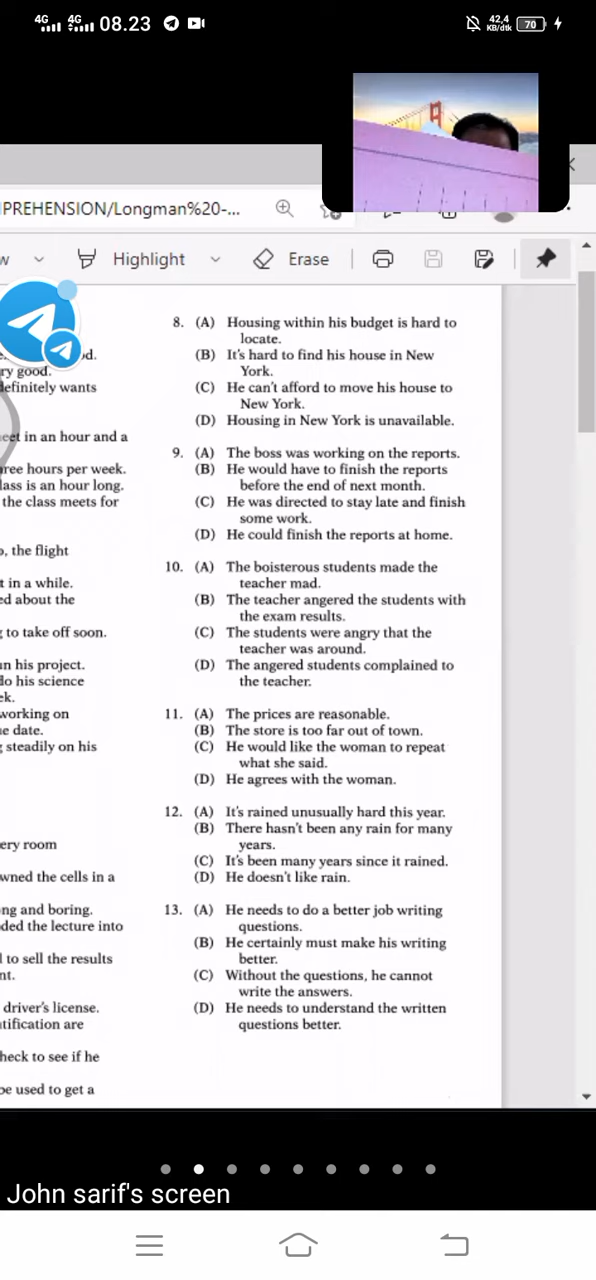 4G 4G 08.23 42,4 KB/dtk 70
PREHENSION/Longman%20-...
w Highlight Erase
d.
ry good.
definitely wants
eet in an hour and a
ree hours per week.
lass is an hour long.
the class meets for
o, the flight
t in a while.
ed about the
g to take off soon.
an his project.
do his science
ek.
working on
e date.
g steadily on his
ery room
wned the cells in a
ng and boring.
ded the lecture into
l to sell the results
nt.
driver's license.
tification are
heck to see if he
be used to get a
8. (A) Housing within his budget is hard to
locate.
(B) It's hard to find his house in New
York.
(C) He can't afford to move his house to
New York.
(D) Housing in New York is unavailable.
9. (A) The boss was working on the reports.
(B) He would have to finish the reports
before the end of next month.
(C) He was directed to stay late and finish
some work.
(D) He could finish the reports at home.
10. (A) The boisterous students made the
teacher mad.
(B) The teacher angered the students with
the exam results.
(C) The students were angry that the
teacher was around.
(D) The angered students complained to
the teacher.
11. (A) The prices are reasonable.
(B) The store is too far out of town.
(C) He would like the woman to repeat
what she said.
(D) He agrees with the woman.
12. (A) It's rained unusually hard this year.
(B) There hasn't been any rain for many
years.
(C) It's been many years since it rained.
(D) He doesn't like rain.
13. (A) He needs to do a better job writing
questions.
(B) He certainly must make his writing
better.
(C) Without the questions, he cannot
write the answers.
(D) He needs to understand the written
questions better.
John sarif's screen